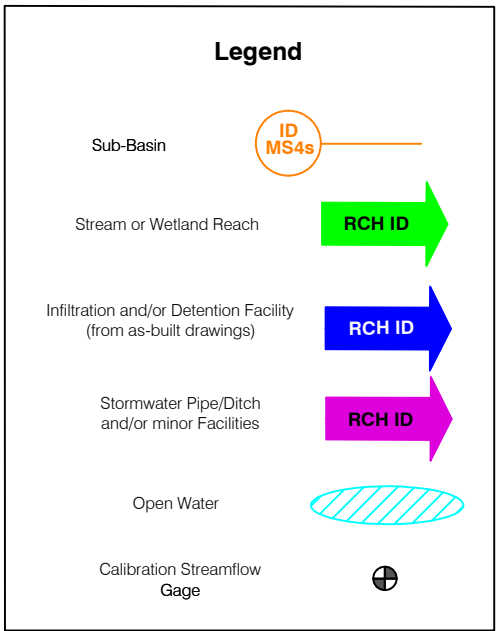 Legend
Sub-Basin
ID
MS4s
Stream or Wetland Reach
RCH ID
Infiltration and/or Detention Facility
(from as-built drawings)
RCH ID
Stormwater Pipe/Ditch
and/or minor Facilities
RCH ID
Open Water
Calibration Streamflow
Gage